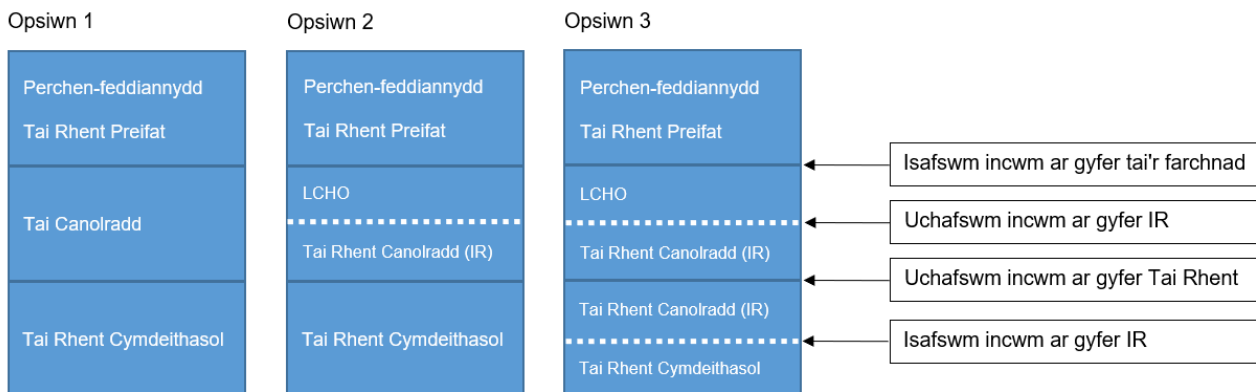 Opsiwn 1
Perchen-feddiannydd
Tai Rhent Preifat
Tai Canolradd
Tai Rhent Cymdeithasol
Opsiwn 2
Perchen-feddiannydd
Tai Rhent Preifat
LCHO
Tai Rhent Canolradd (IR)
Tai Rhent Cymdeithasol
Opsiwn 3
Perchen-feddiannydd
Tai Rhent Preifat
LCHO
Tai Rhent Canolradd (IR)
Tai Rhent Canolradd (IR)
Tai Rhent Cymdeithasol
Isafswm incwm ar gyfer tai'r farchnad
Uchafswm incwm ar gyfer IR
Uchafswm incwm ar gyfer Tai Rhent
Isafswm incwm ar gyfer IR